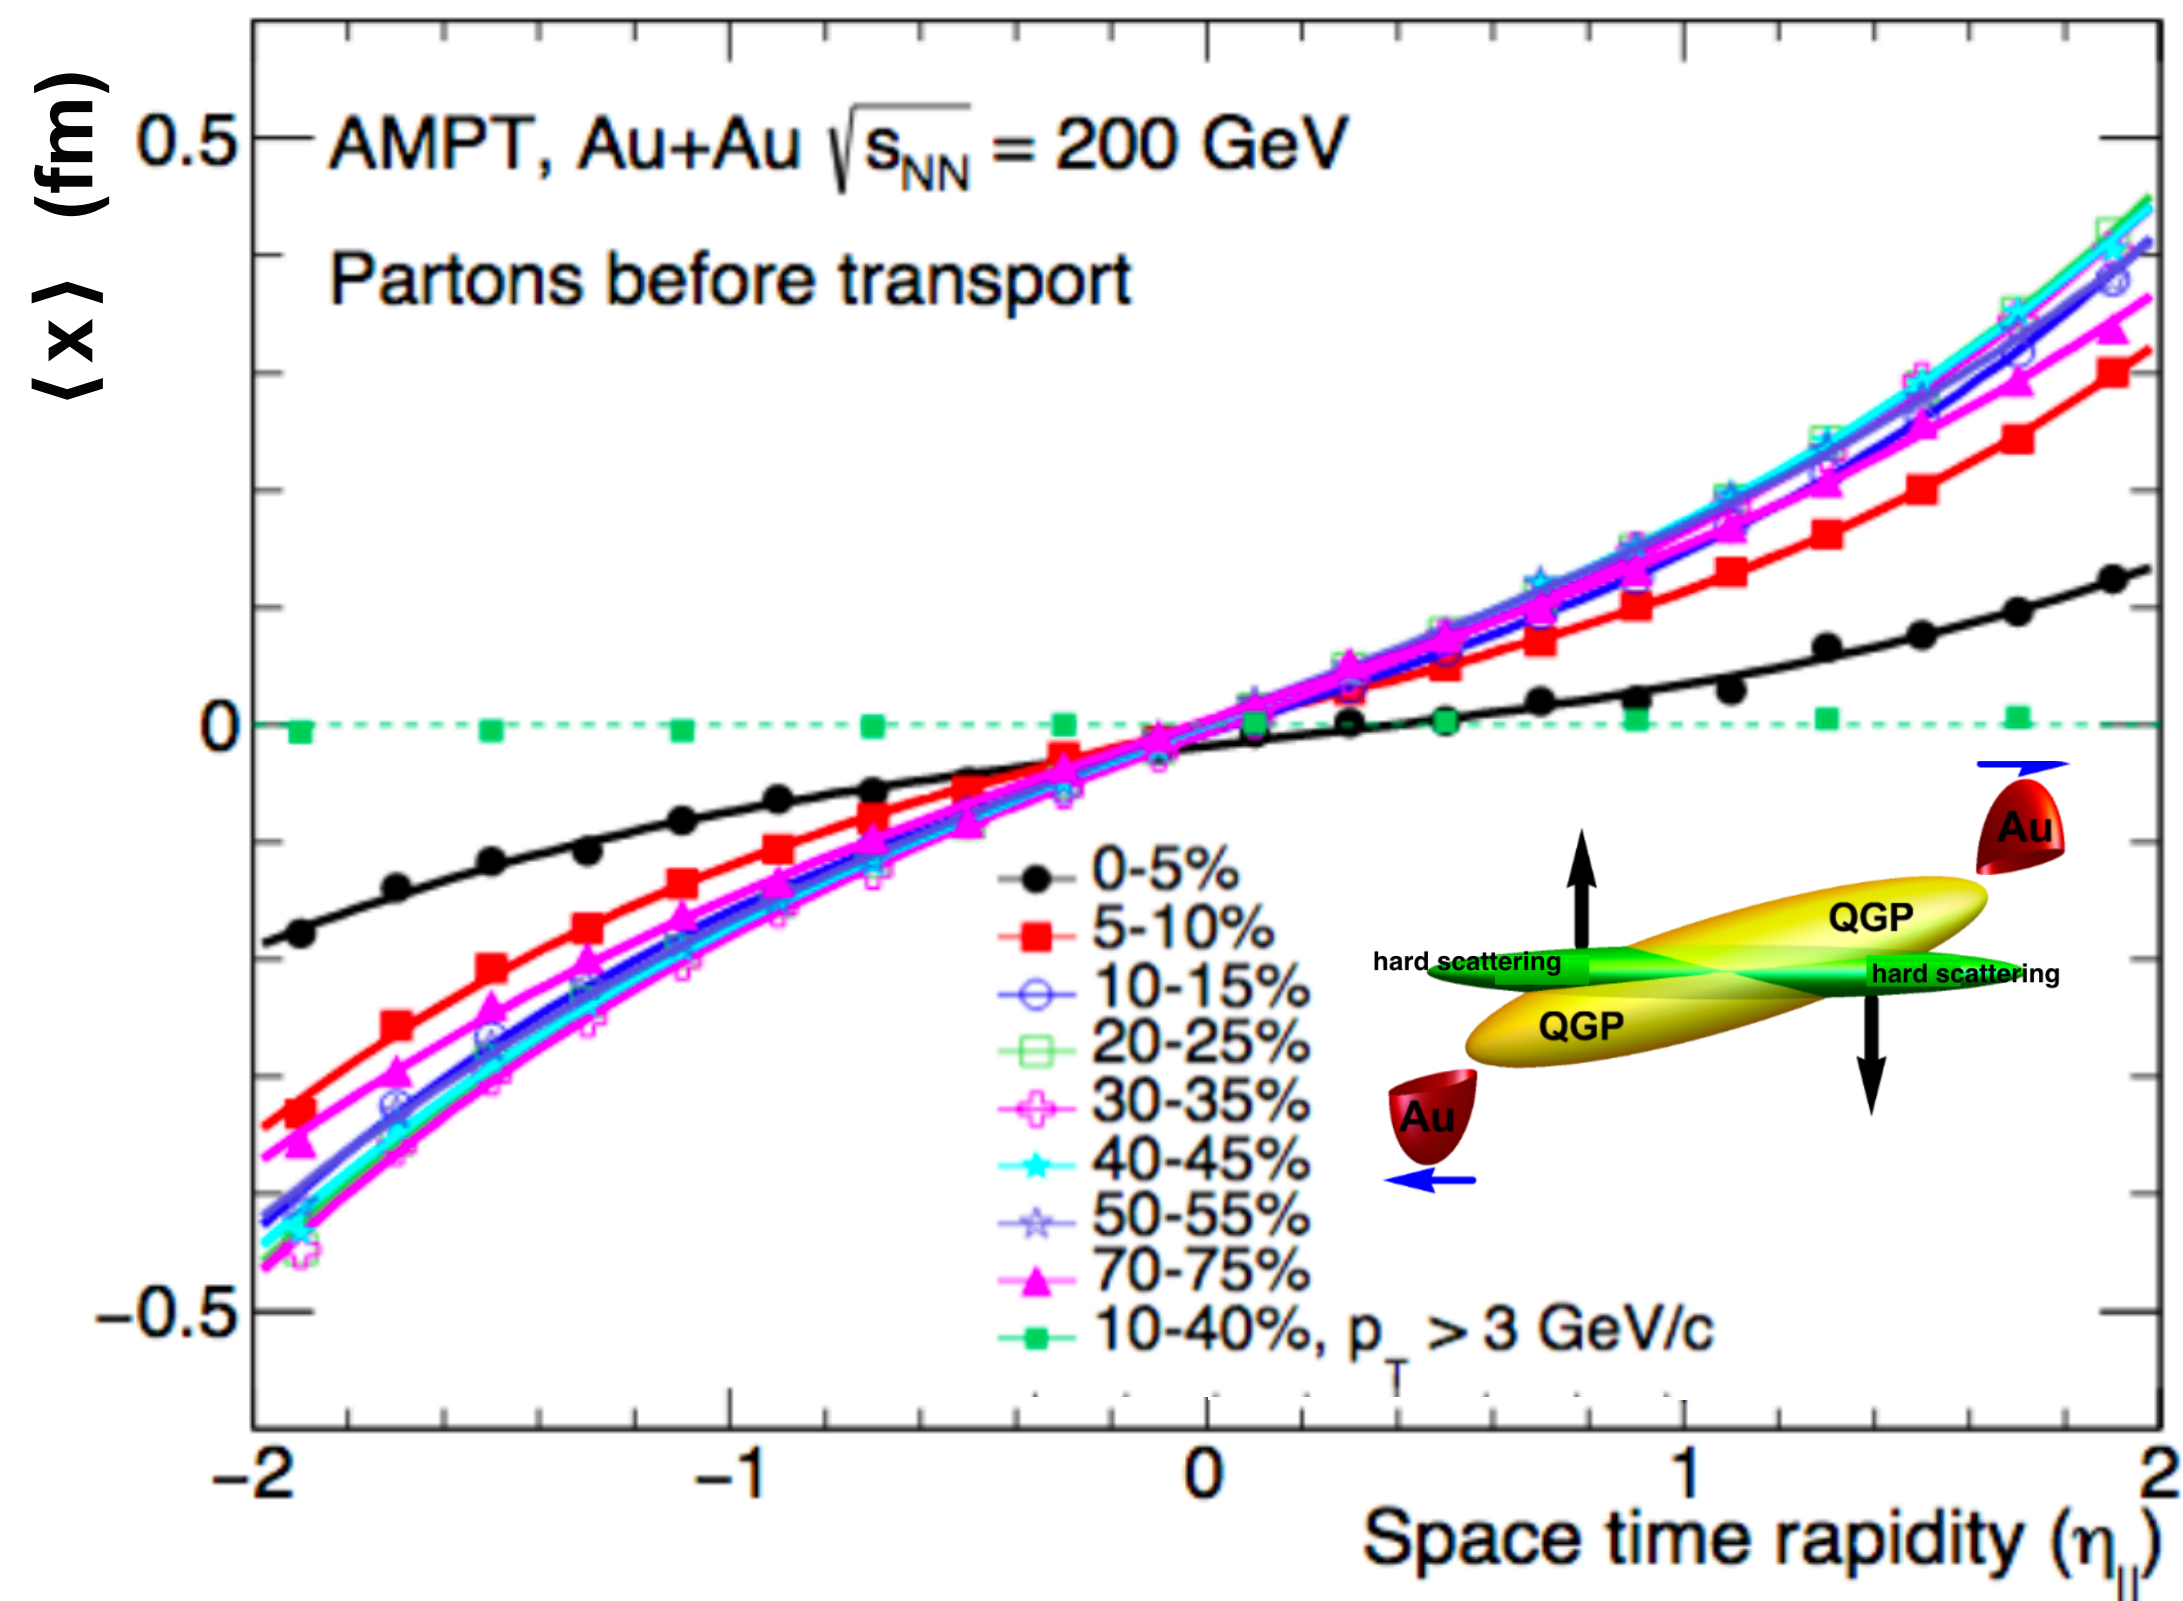 ⟨ x ⟩ (fm)
0.5
0
−0.5
AMPT, Au+Au √sNN = 200 GeV
Partons before transport
0-5%
5-10%
10-15%
20-25%
30-35%
40-45%
50-55%
70-75%
10-40%, pT > 3 GeV/c
Au
QGP
hard scattering
hard scattering
QGP
Au
−2
−1
0
1
2
Space time rapidity (η||)